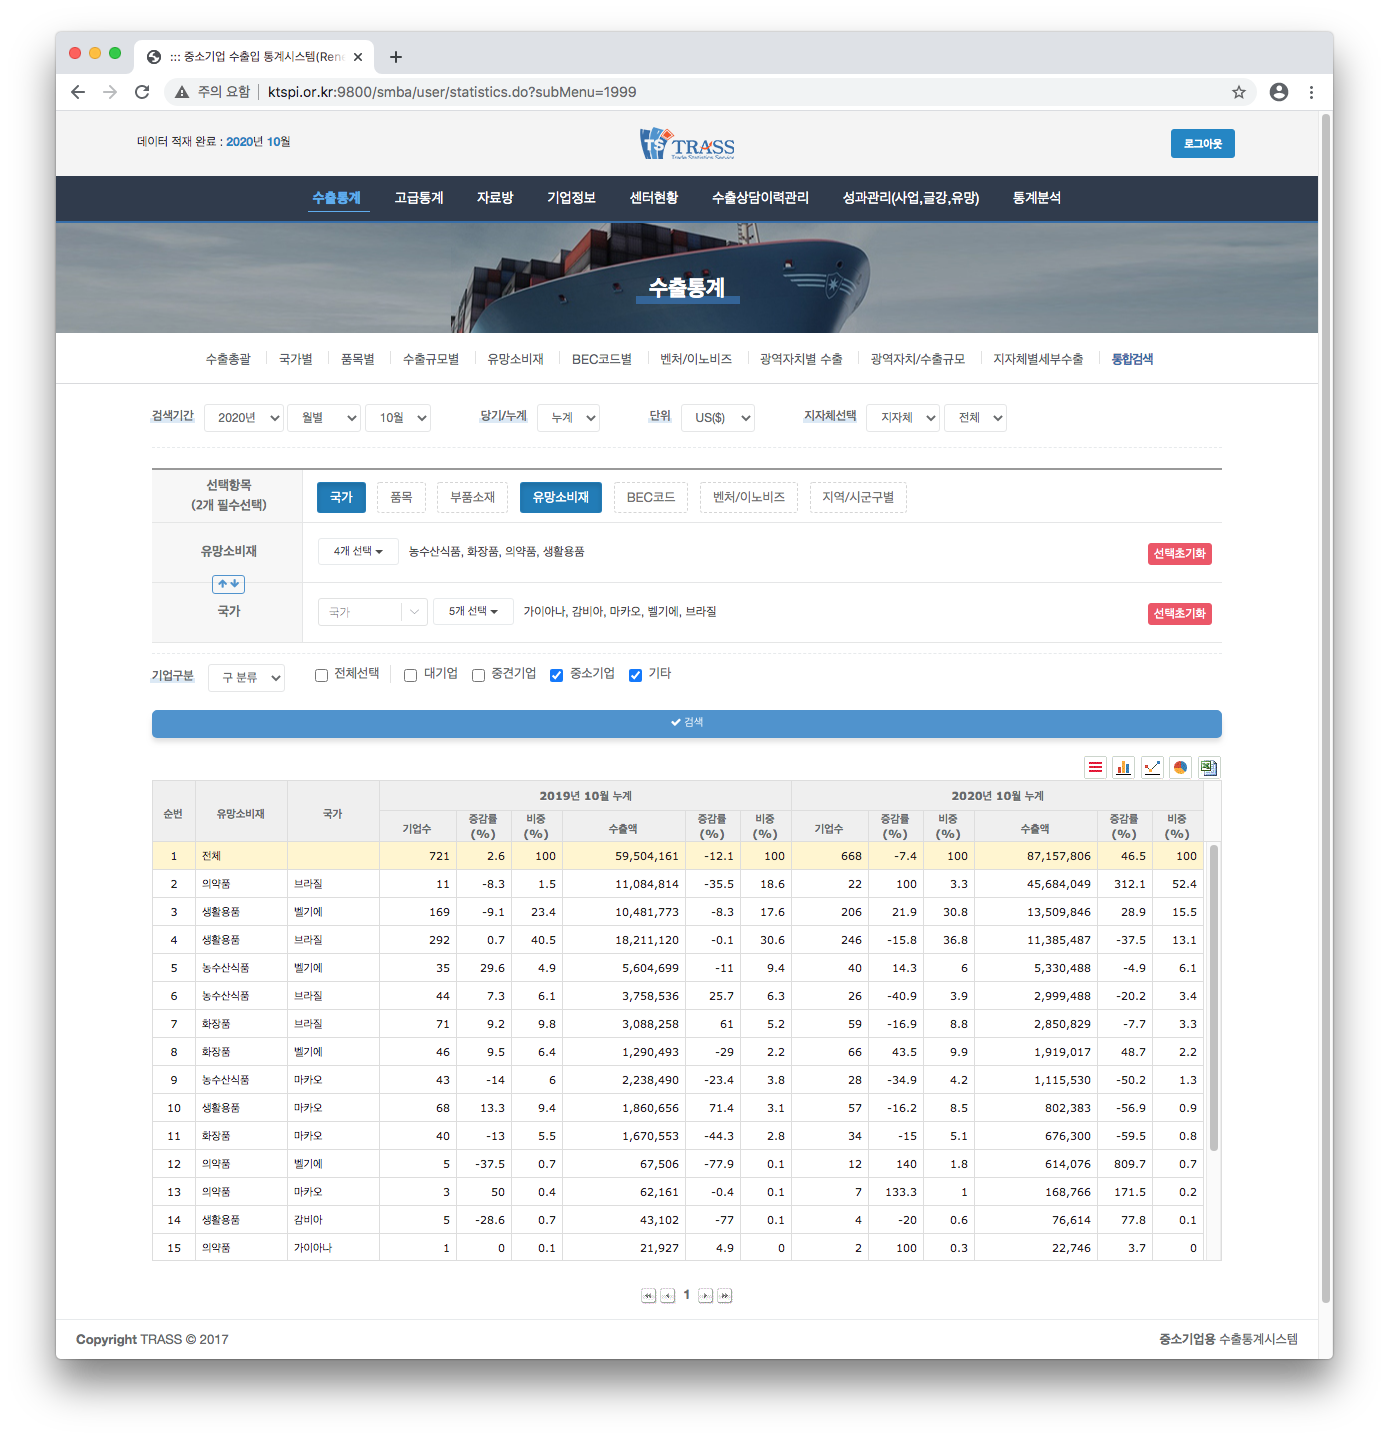 ::: 중소기업 수출입 통계시스템(Ren
주의 요함 | ktspi.or.kr:9800/smba/user/statistics.do?subMenu=1999
데이터 적재 완료 : 2020년 10월
TS TRASS
Trade Statistics Service
로그아웃
수출통계 고급통계 자료방 기업정보 센터현황 수출상담이력관리 성과관리(사업,글강,유망) 통계분석
수출통계
수출총괄 국가별 품목별 수출규모별 유망소비재 BEC코드별 벤처/이노비즈 광역자치별 수출 광역자치/수출규모 지자체별세부수출 통합검색
검색기간 2020년 월별 10월 당기/누계 누계 단위 US($) 지자체선택 지자체 전체
선택항목
(2개 필수선택)
국가 품목 부품소재 유망소비재 BEC코드 벤처/이노비즈 지역/시군구별
유망소비재 4개 선택 농수산식품, 화장품, 의약품, 생활용품 선택초기화
국가 국가 5개 선택 가이아나, 감비아, 마카오, 벨기에, 브라질 선택초기화
기업구분 구 분류 전체선택 대기업 중견기업 중소기업 기타
검색
순번 유망소비재 국가 2019년 10월 누계 2020년 10월 누계
기업수 증감률 (%) 비중 (%) 수출액 증감률 (%) 비중 (%) 기업수 증감률 (%) 비중 (%) 수출액 증감률 (%) 비중 (%)
1 전체 721 2.6 100 59,504,161 -12.1 100 668 -7.4 100 87,157,806 46.5 100
2 의약품 브라질 11 -8.3 1.5 11,084,814 -35.5 18.6 22 100 3.3 45,684,049 312.1 52.4
3 생활용품 벨기에 169 -9.1 23.4 10,481,773 -8.3 17.6 206 21.9 30.8 13,509,846 28.9 15.5
4 생활용품 브라질 292 0.7 40.5 18,211,120 -0.1 30.6 246 -15.8 36.8 11,385,487 -37.5 13.1
5 농수산식품 벨기에 35 29.6 4.9 5,604,699 -11 9.4 40 14.3 6 5,330,488 -4.9 6.1
6 농수산식품 브라질 44 7.3 6.1 3,758,536 25.7 6.3 26 -40.9 3.9 2,999,488 -20.2 3.4
7 화장품 브라질 71 9.2 9.8 3,088,258 61 5.2 59 -16.9 8.8 2,850,829 -7.7 3.3
8 화장품 벨기에 46 9.5 6.4 1,290,493 -29 2.2 66 43.5 9.9 1,919,017 48.7 2.2
9 농수산식품 마카오 43 -14 6 2,238,490 -23.4 3.8 28 -34.9 4.2 1,115,530 -50.2 1.3
10 생활용품 마카오 68 13.3 9.4 1,860,656 71.4 3.1 57 -16.2 8.5 802,383 -56.9 0.9
11 화장품 마카오 40 -13 5.5 1,670,553 -44.3 2.8 34 -15 5.1 676,300 -59.5 0.8
12 의약품 벨기에 5 -37.5 0.7 67,506 -77.9 0.1 12 140 1.8 614,076 809.7 0.7
13 의약품 마카오 3 50 0.4 62,161 -0.4 0.1 7 133.3 1 168,766 171.5 0.2
14 생활용품 감비아 5 -28.6 0.7 43,102 -77 0.1 4 -20 0.6 76,614 77.8 0.1
15 의약품 가이아나 1 0 0.1 21,927 4.9 0 2 100 0.3 22,746 3.7 0
1
Copyright TRASS © 2017 중소기업용 수출통계시스템